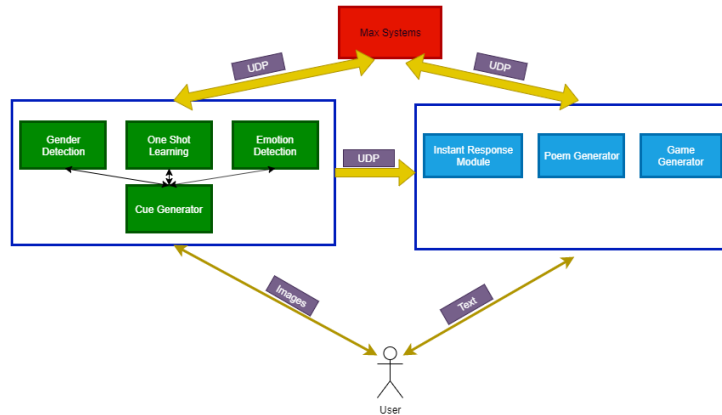 Max Systems
UDP
UDP
Gender
Detection
One Shot
Learning
Emotion
Detection
Cue Generator
UDP
Instant Response
Module
Poem Generator
Game
Generator
Images
Text
User